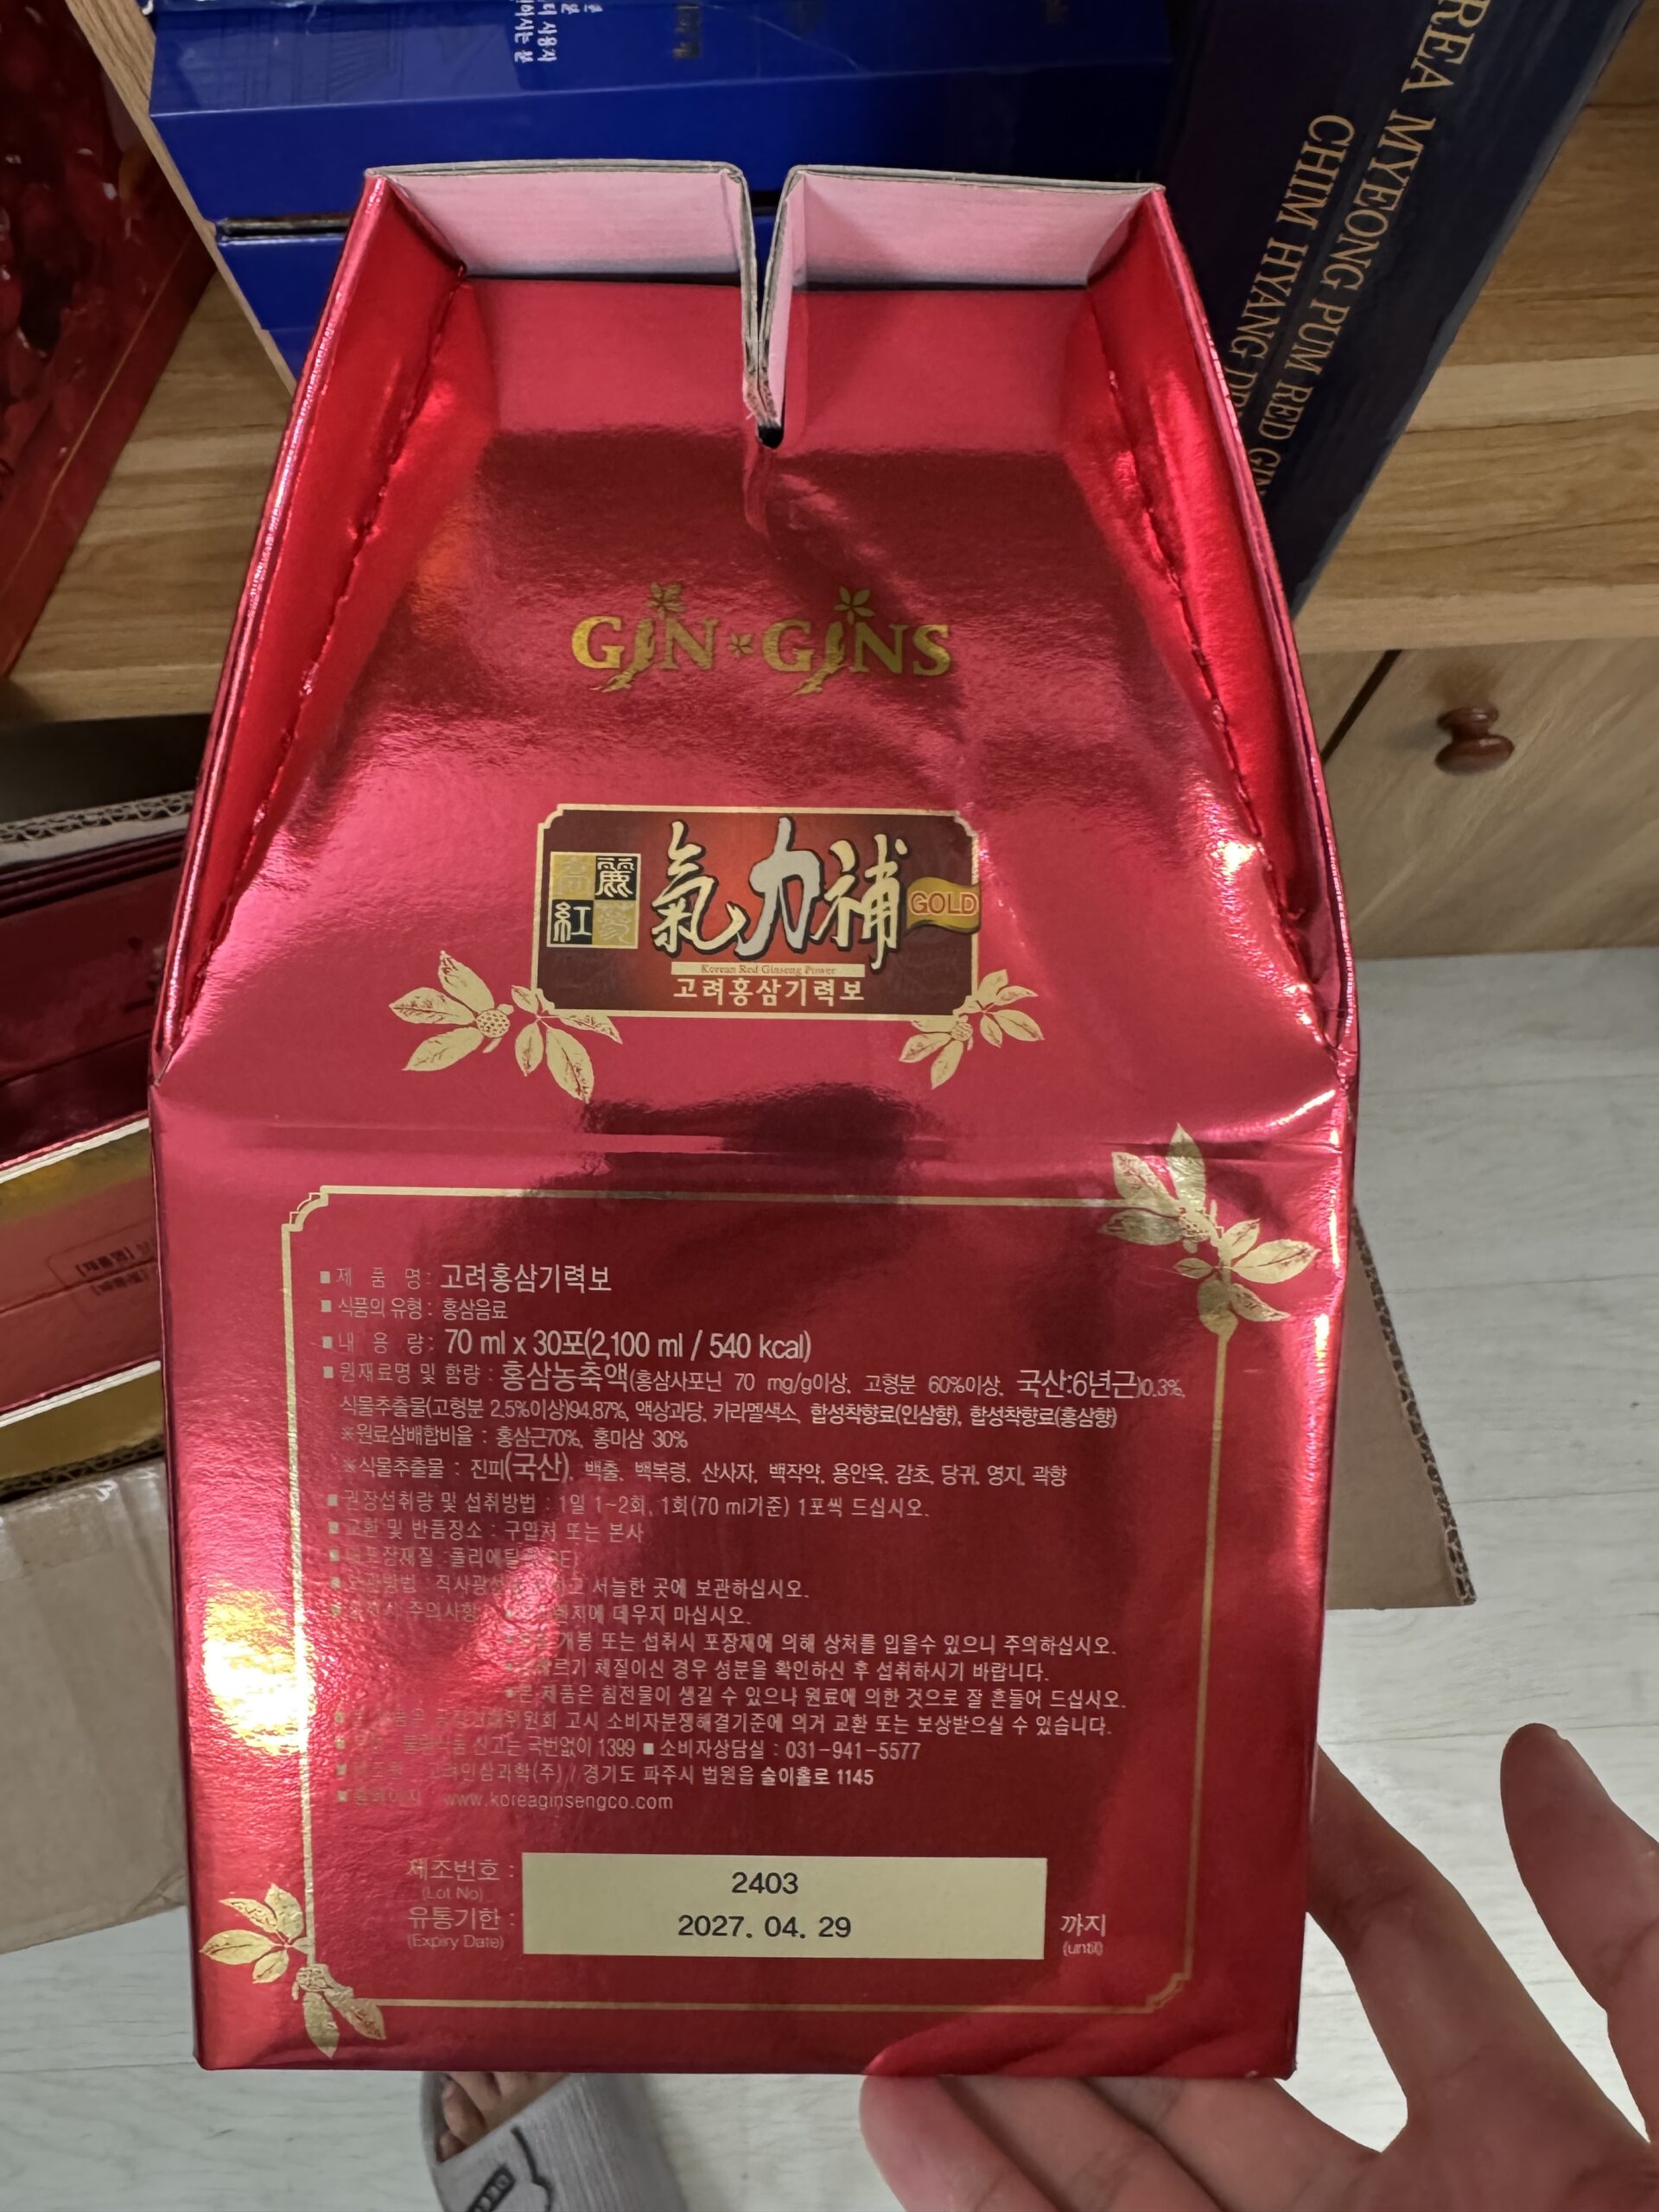 터 사용자
REA MYEONG PUM RED GIN
CHIM HYANG
GIN GINS
高麗
紅蔘
氣力補
GOLD
Korean Red Ginseng Power
고려홍삼기력보
■ 제 품 명 : 고려홍삼기력보
■ 식품의 유형 : 홍삼음료
■ 내 용 량 : 70 ml x 30포(2,100 ml / 540 kcal)
■ 원재료명 및 함량 : 홍삼농축액(홍삼사포닌 70 mg/g이상, 고형분 60%이상, 국산:6년근)0.3%,
식물추출물(고형분 2.5%이상)94.87%, 액상과당, 카라멜색소, 합성착향료(인삼향), 합성착향료(홍삼향)
※원료삼배합비율 : 홍삼근70%, 홍미삼 30%
※식물추출물 : 진피(국산), 백출, 백복령, 산사자, 백작약, 용안육, 감초, 당귀, 영지, 곽향
■ 권장섭취량 및 섭취방법 : 1일 1~2회, 1회(70 ml기준) 1포씩 드십시오.
■ 교환 및 반품장소 : 구입처 또는 본사
포장재질 : 폴리에틸
직사광선 서늘한 곳에 보관하십시오.
주의사항 데우지 마십시오.
개봉 또는 섭취시 포장재에 의해 상처를 입을수 있으니 주의하십시오.
체질이신 경우 성분을 확인하신 후 섭취하시기 바랍니다.
제품은 침전물이 생길 수 있으나 원료에 의한 것으로 잘 흔들어 드십시오.
고시 소비자분쟁해결기준에 의거 교환 또는 보상받으실 수 있습니다.
신고는 국번없이 1399 ■ 소비자상담실 : 031-941-5577
고려인삼과학(주) / 경기도 파주시 법원읍 술이홀로 1145
■ 홈페이지 www.koreaginsengco.com
제조번호 : 2403
(Lot No)
유통기한 : 2027. 04. 29 까지
(Expiry Date) (until)